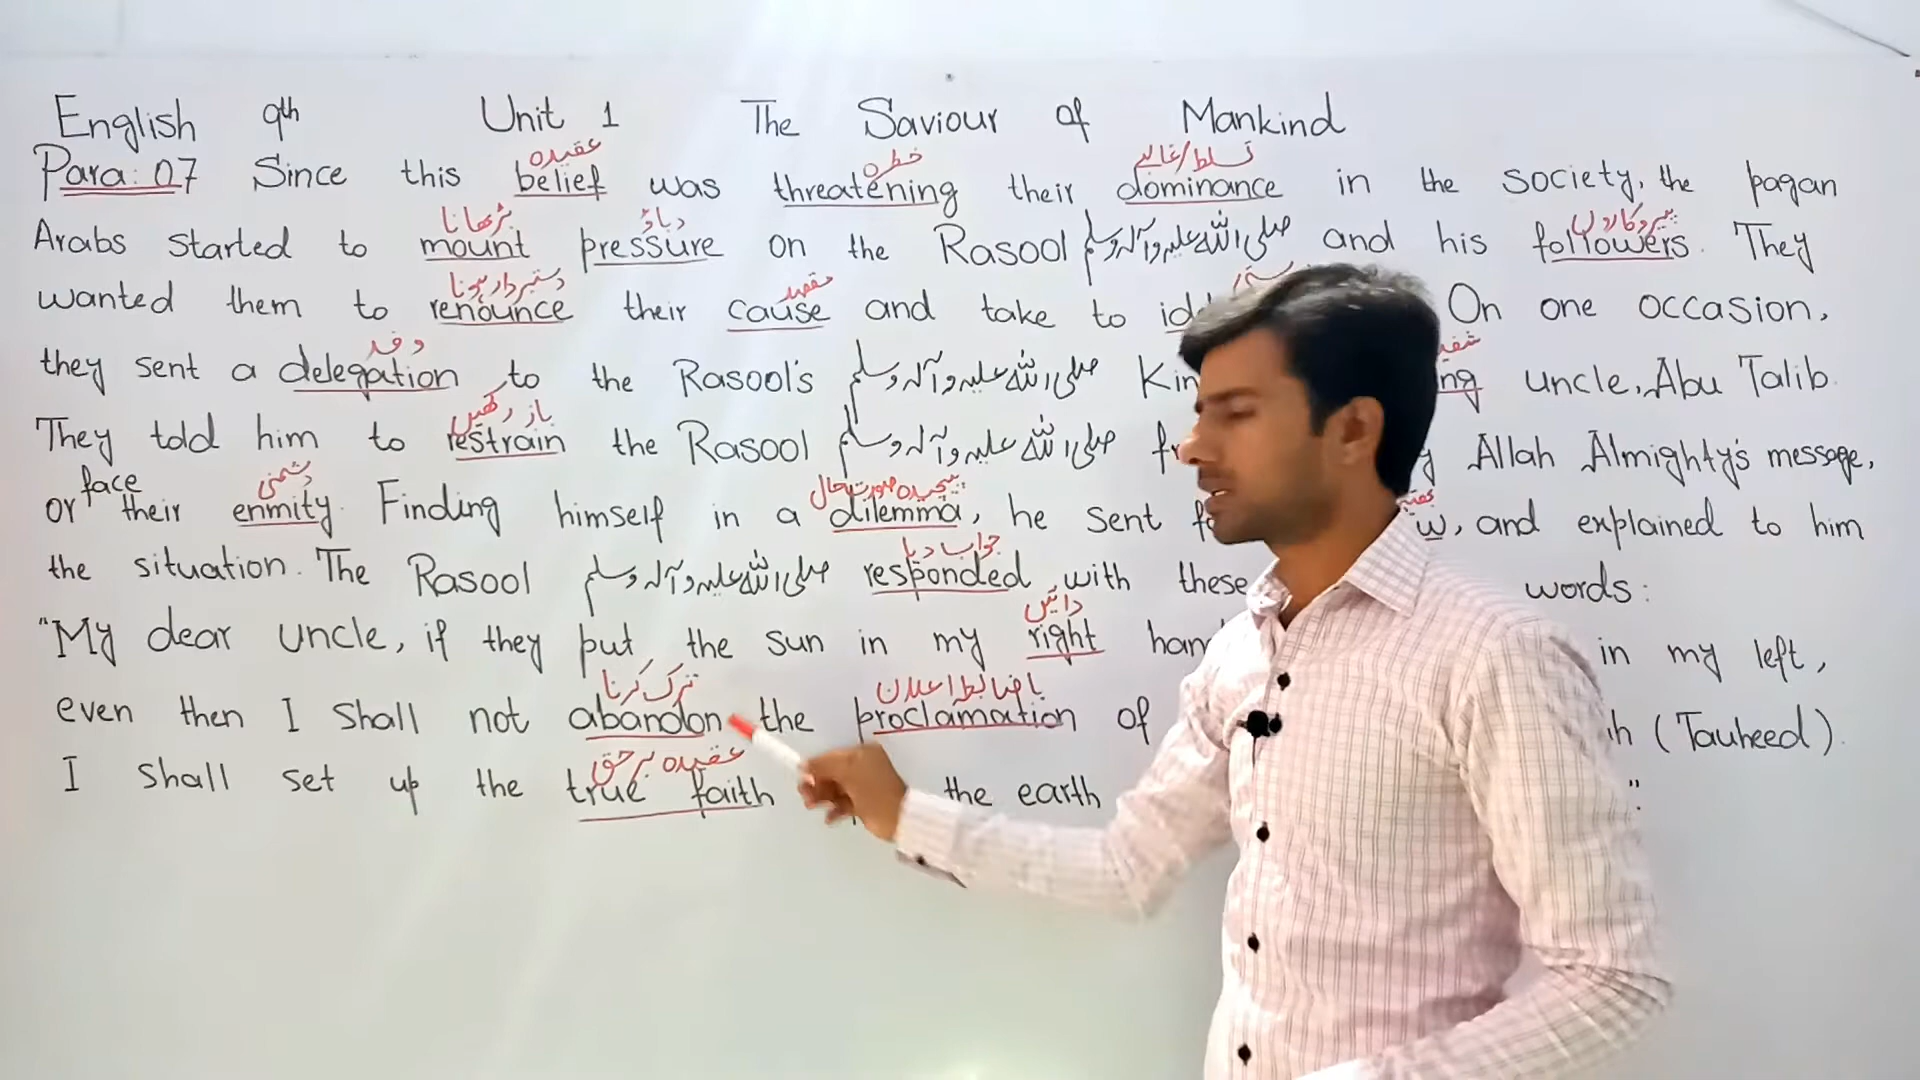 English 9th Unit 1 The Saviour of Mankind
عقیدہ خطرہ تسلط/غالب
Para: 07 Since this belief was threatening their dominance in the society, the pagan
بڑھانا دباؤ پیروکاروں
Arabs started to mount pressure on the Rasool صلی اللہ علیہ وآلہ وسلم and his followers. They
دستبردار ہونا مقصد
wanted them to renounce their cause and take to On one occasion,
وفد
they sent a delegation to the Rasool's صلی اللہ علیہ وآلہ وسلم uncle, Abu Talib.
باز رکھیں
They told him to restrain the Rasool صلی اللہ علیہ وآلہ وسلم Allah Almighty's message,
دشمنی پیچیدہ صورتحال
or face their enmity. Finding himself in a dilemma, he sent and explained to him
جواب دیا
the situation. The Rasool صلی اللہ علیہ وآلہ وسلم responded with these words:
دائیں
"My dear uncle, if they put the sun in my right in my left,
ترک کرنا باضابطہ اعلان
even then I shall not abandon the proclamation of (Tauheed).
عقیدہ برحق
I shall set up the true faith the earth "